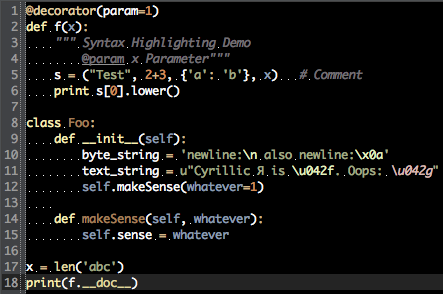 1 @decorator(param=1)
2 def f(x):
3     """ Syntax Highlighting Demo
4         @param x Parameter"""
5     s = ("Test", 2+3, {'a': 'b'}, x)   # Comment
6     print s[0].lower()
7
8 class Foo:
9     def __init__(self):
10         byte_string = 'newline:\n also newline:\x0a'
11         text_string = u"Cyrillic Я is \u042f. Oops: \u042g"
12         self.makeSense(whatever=1)
13
14     def makeSense(self, whatever):
15         self.sense = whatever
16
17 x = len('abc')
18 print(f.__doc__)